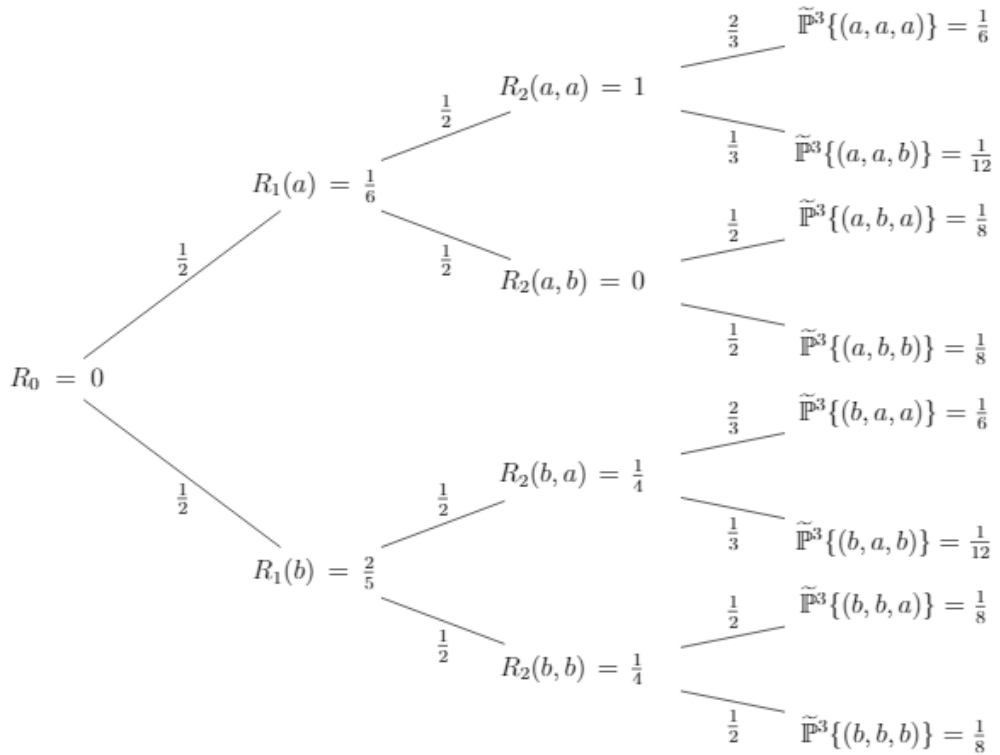 2/3
P̃³{(a, a, a)} = 1/6
R₂(a, a) = 1
1/2
1/3
P̃³{(a, a, b)} = 1/12
R₁(a) = 1/6
1/2
P̃³{(a, b, a)} = 1/8
1/2
1/2
R₂(a, b) = 0
1/2
P̃³{(a, b, b)} = 1/8
R₀ = 0
2/3
P̃³{(b, a, a)} = 1/6
1/2
1/2
R₂(b, a) = 1/4
1/3
P̃³{(b, a, b)} = 1/12
R₁(b) = 2/5
1/2
P̃³{(b, b, a)} = 1/8
1/2
R₂(b, b) = 1/4
1/2
P̃³{(b, b, b)} = 1/8